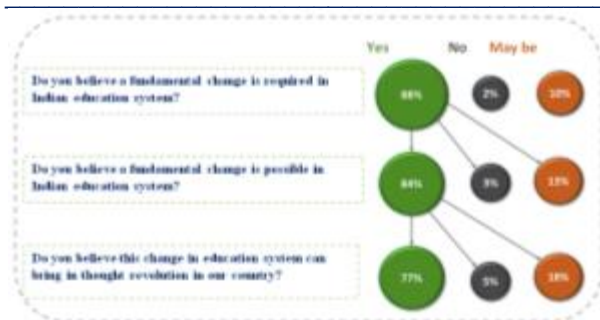 Yes No May be
Do you believe a fundamental change is required in
Indian education system?
88% 2% 10%
Do you believe a fundamental change is possible in
Indian education system?
84% 3% 13%
Do you believe this change in education system can
bring in thought revolution in our country?
77% 5% 18%